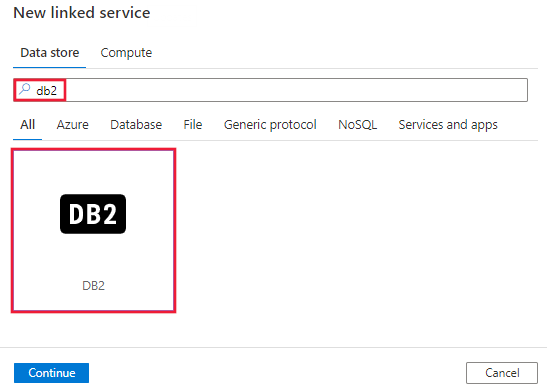 New linked service
Data store Compute
db2
All Azure Database File Generic protocol NoSQL Services and apps
DB2
DB2
Continue Cancel